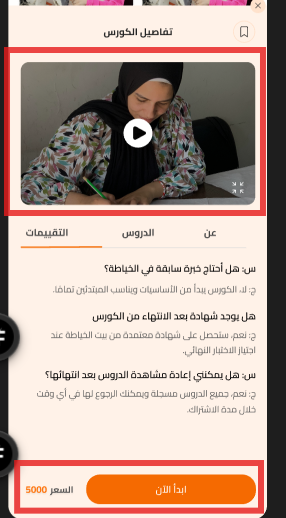 تفاصيل الكورس
عن
الدروس
التقييمات
س: هل أحتاج خبرة سابقة في الخياطة؟
ج: لا، الكورس يبدأ من الأساسيات ويناسب المبتدئين تمامًا.
هل يوجد شهادة بعد الانتهاء من الكورس
ج: نعم، ستحصل على شهادة معتمدة من بيت الخياطة عند
اجتياز الاختبار النهائي.
س: هل يمكنني إعادة مشاهدة الدروس بعد انتهائها؟
ج: نعم، جميع الدروس مسجلة ويمكنك الرجوع لها في أي وقت
خلال مدة الاشتراك.
ابدأ الآن
السعر 5000